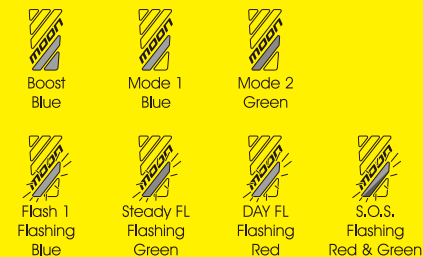 moon moon moon
Boost Mode 1 Mode 2
Blue Blue Green
moon moon moon moon
Flash 1 Steady FL DAY FL S.O.S.
Flashing Flashing Flashing Flashing
Blue Green Red Red & Green